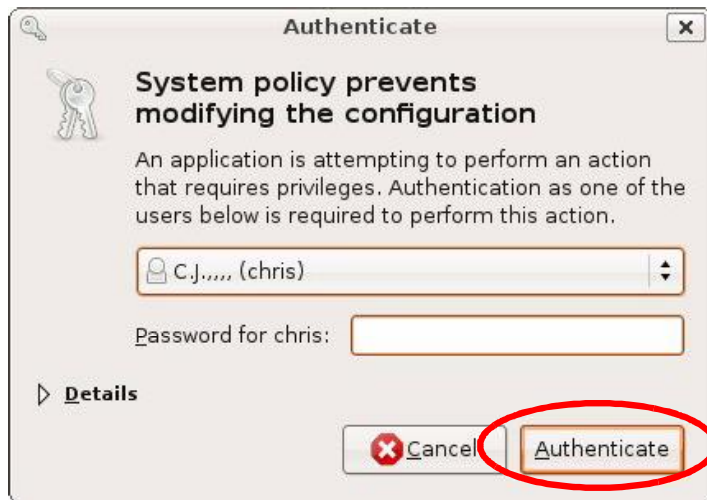 Authenticate
System policy prevents
modifying the configuration
An application is attempting to perform an action
that requires privileges. Authentication as one of the
users below is required to perform this action.
C.J.,,,, (chris)
Password for chris:
Details
Cancel Authenticate